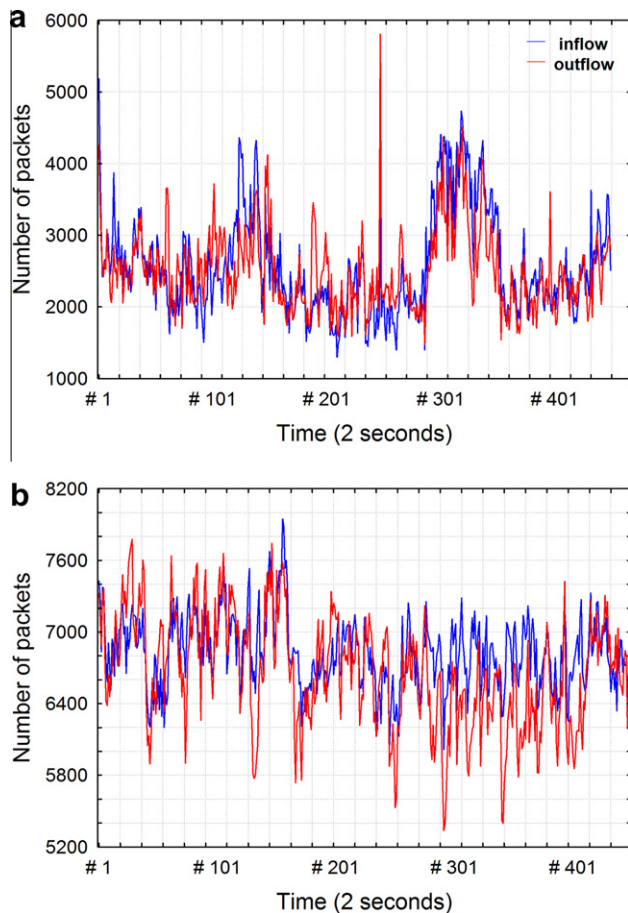 a
6000
inflow
outflow
5000
4000
3000
2000
1000
Number of packets
# 1 # 101 # 201 # 301 # 401
Time (2 seconds)
b
8200
7600
7000
6400
5800
5200
Number of packets
# 1 # 101 # 201 # 301 # 401
Time (2 seconds)